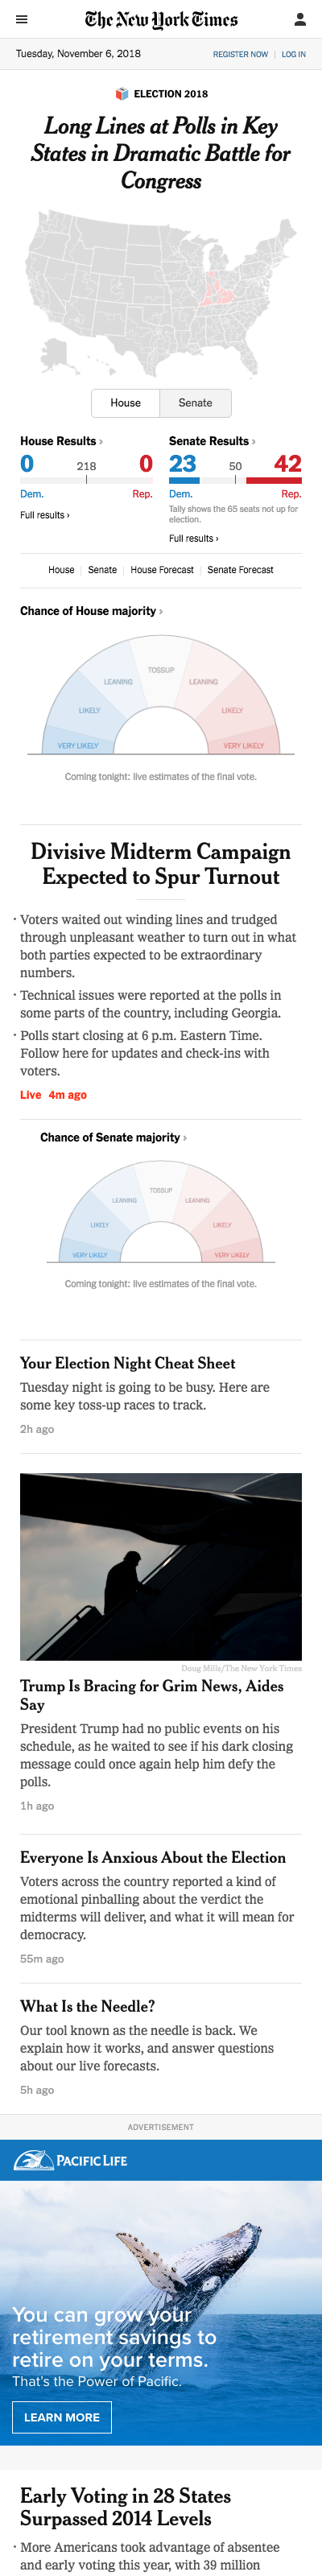 The New York Times
Tuesday, November 6, 2018
REGISTER NOW
LOG IN
ELECTION 2018
Long Lines at Polls in Key
States in Dramatic Battle for
Congress
House
Senate
House Results ›
Senate Results ›
0
218
0
23
50
42
Dem.
Rep.
Dem.
Rep.
Full results ›
Tally shows the 65 seats not up for
election.
Full results ›
House
Senate
House Forecast
Senate Forecast
Chance of House majority ›
TOSSUP
LEANING
LEANING
LIKELY
LIKELY
VERY LIKELY
VERY LIKELY
Coming tonight: live estimates of the final vote.
Divisive Midterm Campaign
Expected to Spur Turnout
• Voters waited out winding lines and trudged
through unpleasant weather to turn out in what
both parties expected to be extraordinary
numbers.
• Technical issues were reported at the polls in
some parts of the country, including Georgia.
• Polls start closing at 6 p.m. Eastern Time.
Follow here for updates and check-ins with
voters.
Live 4m ago
Chance of Senate majority ›
TOSSUP
LEANING
LEANING
LIKELY
LIKELY
VERY LIKELY
VERY LIKELY
Coming tonight: live estimates of the final vote.
Your Election Night Cheat Sheet
Tuesday night is going to be busy. Here are
some key toss-up races to track.
2h ago
Doug Mills/The New York Times
Trump Is Bracing for Grim News, Aides
Say
President Trump had no public events on his
schedule, as he waited to see if his dark closing
message could once again help him defy the
polls.
1h ago
Everyone Is Anxious About the Election
Voters across the country reported a kind of
emotional pinballing about the verdict the
midterms will deliver, and what it will mean for
democracy.
55m ago
What Is the Needle?
Our tool known as the needle is back. We
explain how it works, and answer questions
about our live forecasts.
5h ago
ADVERTISEMENT
PACIFIC LIFE
You can grow your
retirement savings to
retire on your terms.
That's the Power of Pacific.
LEARN MORE
Early Voting in 28 States
Surpassed 2014 Levels
• More Americans took advantage of absentee
and early voting this year, with 39 million